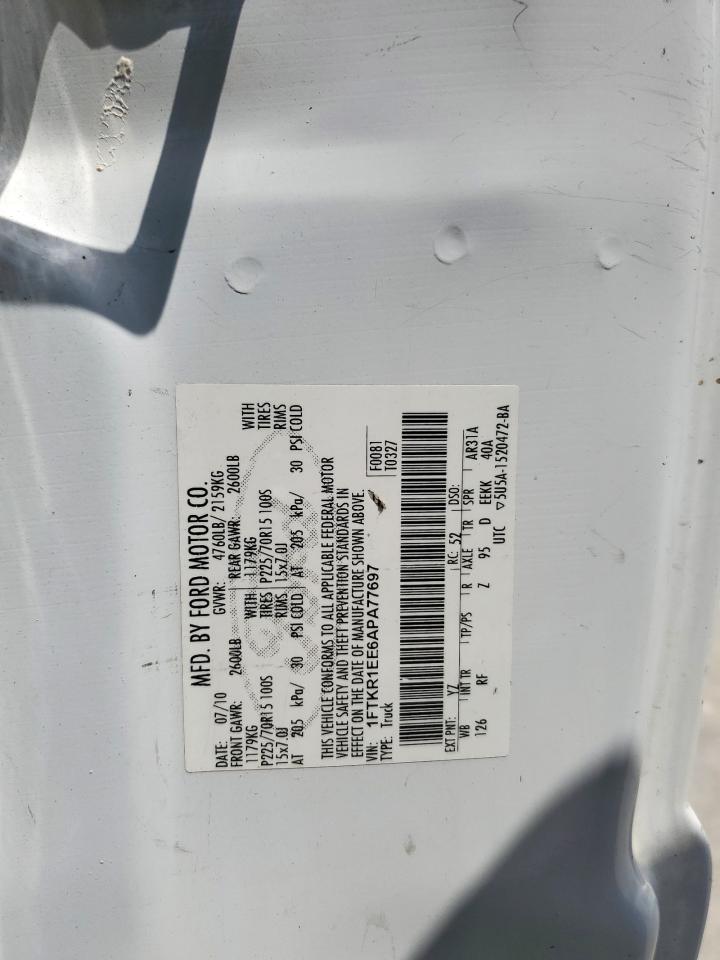 MFD. BY FORD MOTOR CO.
DATE: 07/10 GVWR: 4760LB/ 2159KG
FRONT GAWR: 2600LB REAR GAWR: 2600LB
1179KG WITH 1179KG WITH
P225/70R15 100S TIRES P225/70R15 100S TIRES
15x7.0J RIMS 15x7.0J RIMS
AT 205 kPa/ 30 PSI COLD AT 205 kPa/ 30 PSI COLD
THIS VEHICLE CONFORMS TO ALL APPLICABLE FEDERAL MOTOR
VEHICLE SAFETY AND THEFT PREVENTION STANDARDS IN
EFFECT ON THE DATE OF MANUFACTURE SHOWN ABOVE.
VIN: 1FTKR1EE6APA77697 F0081
TYPE: Truck T0327
EXT PNT: YZ RC: 52 DSO:
WB INT TR TP/PS R AXLE TR SPR AR31A
126 RF Z 95 D EEKK 40A
UTC ▽5U5A-1520472-BA